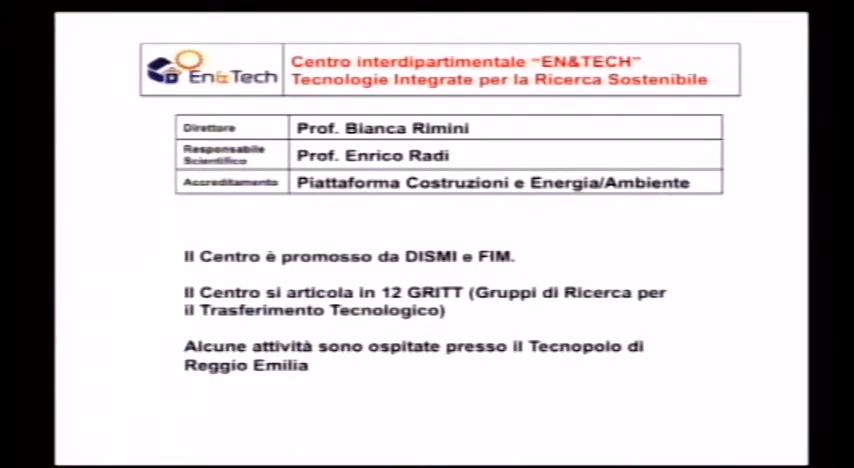 En&Tech
Centro interdipartimentale "EN&TECH"
Tecnologie Integrate per la Ricerca Sostenibile
Direttore
Prof. Bianca Rimini
Responsabile
Scientifico
Prof. Enrico Radi
Accreditamento
Piattaforma Costruzioni e Energia/Ambiente
Il Centro è promosso da DISMI e FIM.
Il Centro si articola in 12 GRITT (Gruppi di Ricerca per
il Trasferimento Tecnologico)
Alcune attività sono ospitate presso il Tecnopolo di
Reggio Emilia